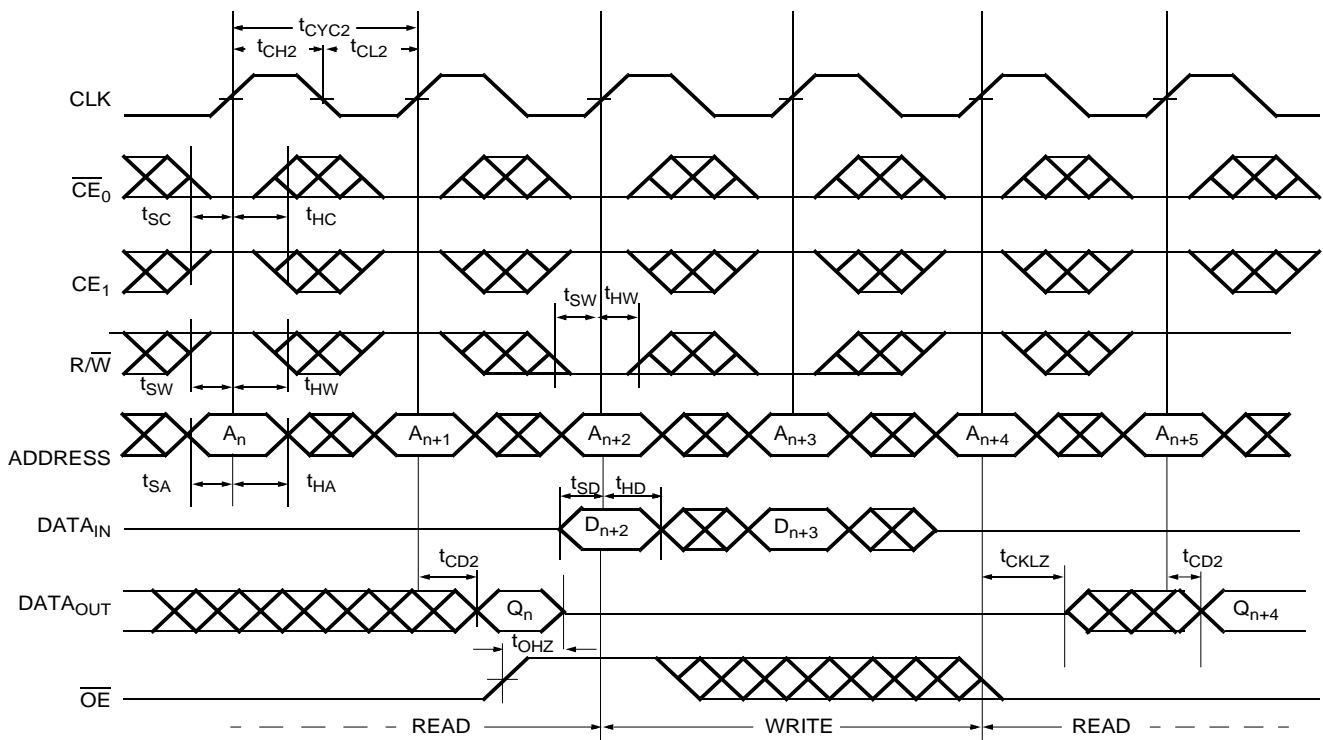 tCYC2
tCH2 tCL2
CLK
CE0
tSC tHC
CE1
tSW tHW
R/W
tSW tHW
An An+1 An+2 An+3 An+4 An+5
ADDRESS
tSA tHA tSD tHD
DATAIN Dn+2 Dn+3
tCD2 tCKLZ tCD2
DATAOUT Qn Qn+4
tOHZ
OE
READ WRITE READ